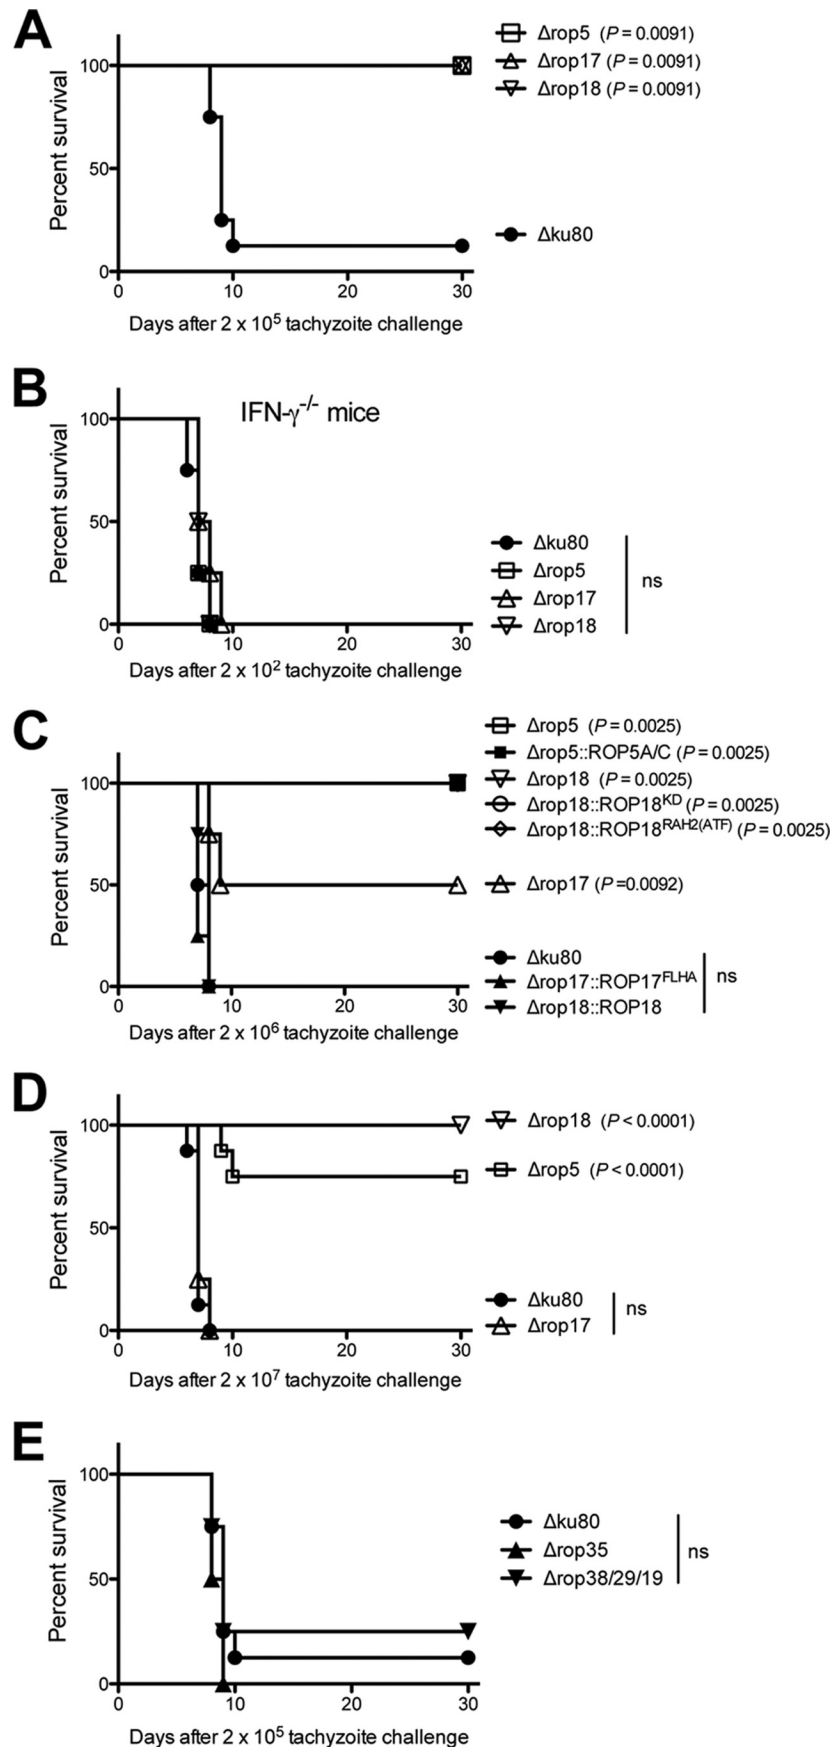 A
Δrop5 (P = 0.0091)
Δrop17 (P = 0.0091)
Δrop18 (P = 0.0091)
Δku80
Percent survival
100
50
0
0 10 20 30
Days after 2 x 10⁵ tachyzoite challenge
B
IFN-γ-/- mice
Δku80
Δrop5
Δrop17
Δrop18
ns
Percent survival
100
50
0
0 10 20 30
Days after 2 x 10² tachyzoite challenge
C
Δrop5 (P = 0.0025)
Δrop5::ROP5A/C (P = 0.0025)
Δrop18 (P = 0.0025)
Δrop18::ROP18KD (P = 0.0025)
Δrop18::ROP18RAH2(ATF) (P = 0.0025)
Δrop17 (P =0.0092)
Δku80
Δrop17::ROP17FLHA
Δrop18::ROP18
ns
Percent survival
100
50
0
0 10 20 30
Days after 2 x 10⁶ tachyzoite challenge
D
Δrop18 (P < 0.0001)
Δrop5 (P < 0.0001)
Δku80
Δrop17
ns
Percent survival
100
50
0
0 10 20 30
Days after 2 x 10⁷ tachyzoite challenge
E
Δku80
Δrop35
Δrop38/29/19
ns
Percent survival
100
50
0
0 10 20 30
Days after 2 x 10⁵ tachyzoite challenge